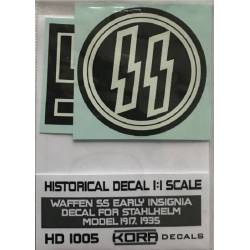 HISTORICAL DECAL 1:1 SCALE
WAFFEN SS EARLY INSIGNIA
DECAL FOR STAHLHELM
MODEL 1917, 1935
HD 1005 KORA DECALS